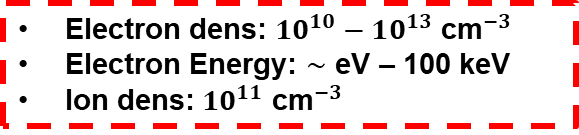 • Electron dens: 10¹⁰ – 10¹³ cm⁻³
• Electron Energy: ~ eV – 100 keV
• Ion dens: 10¹¹ cm⁻³